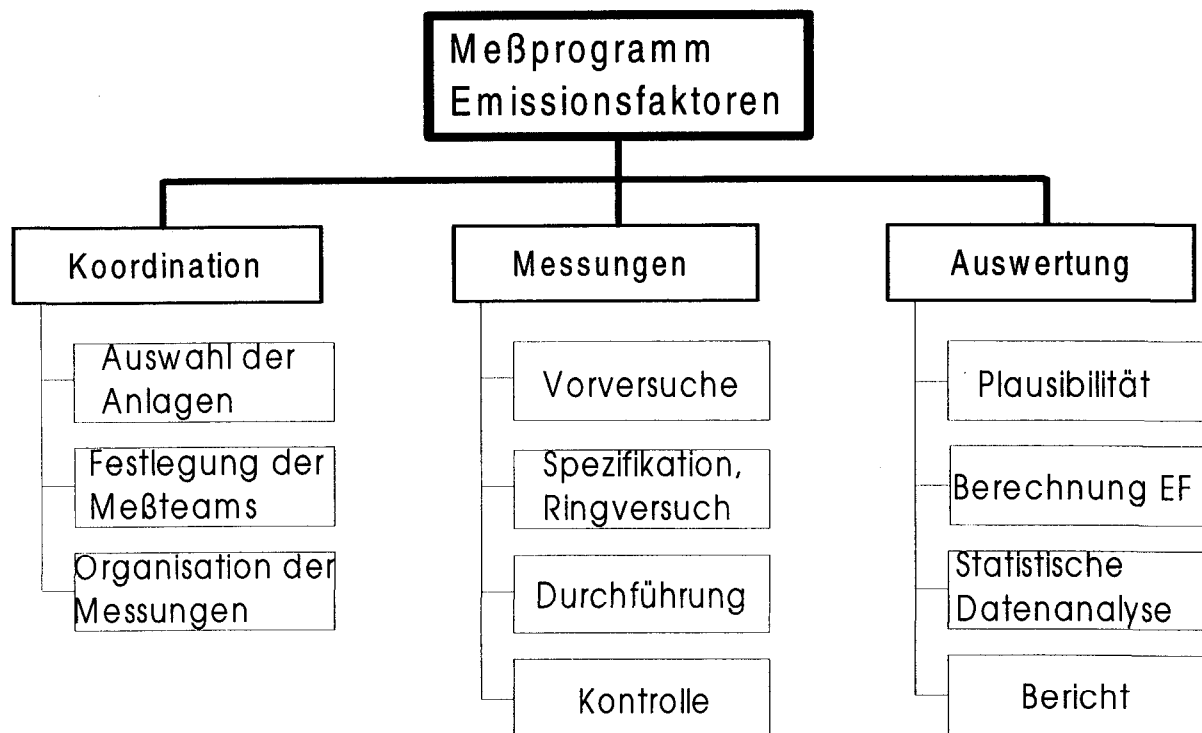 Meßprogramm
Emissionsfaktoren
Koordination
Auswahl der
Anlagen
Festlegung der
Meßteams
Organisation der
Messungen
Messungen
Vorversuche
Spezifikation,
Ringversuch
Durchführung
Kontrolle
Auswertung
Plausibilität
Berechnung EF
Statistische
Datenanalyse
Bericht